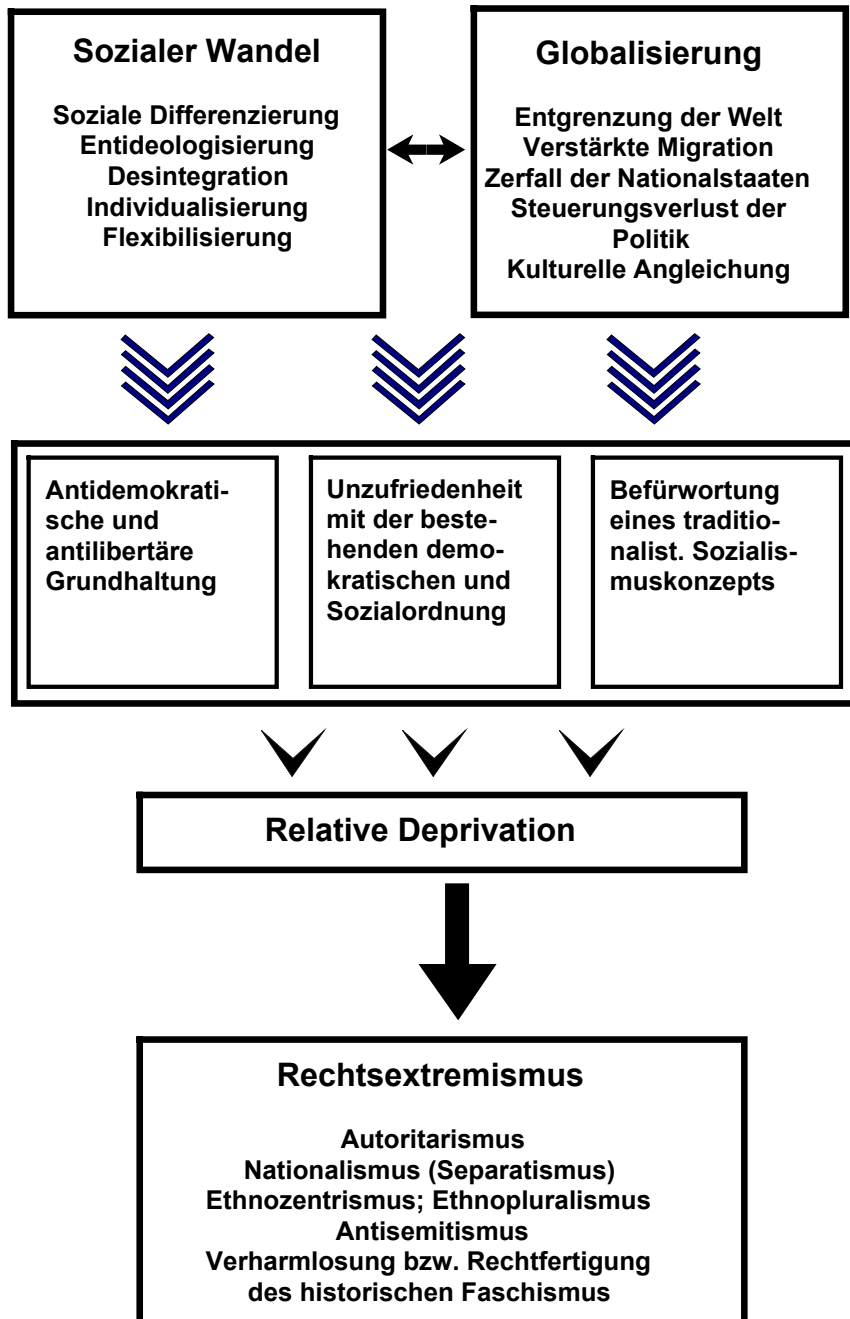 Sozialer Wandel
Soziale Differenzierung
Entideologisierung
Desintegration
Individualisierung
Flexibilisierung
Globalisierung
Entgrenzung der Welt
Verstärkte Migration
Zerfall der Nationalstaaten
Steuerungsverlust der
Politik
Kulturelle Angleichung
Antidemokrati-
sche und
antilibertäre
Grundhaltung
Unzufriedenheit
mit der beste-
henden demo-
kratischen und
Sozialordnung
Befürwortung
eines traditio-
nalist. Sozialis-
muskonzepts
Relative Deprivation
Rechtsextremismus
Autoritarismus
Nationalismus (Separatismus)
Ethnozentrismus; Ethnopluralismus
Antisemitismus
Verharmlosung bzw. Rechtfertigung
des historischen Faschismus